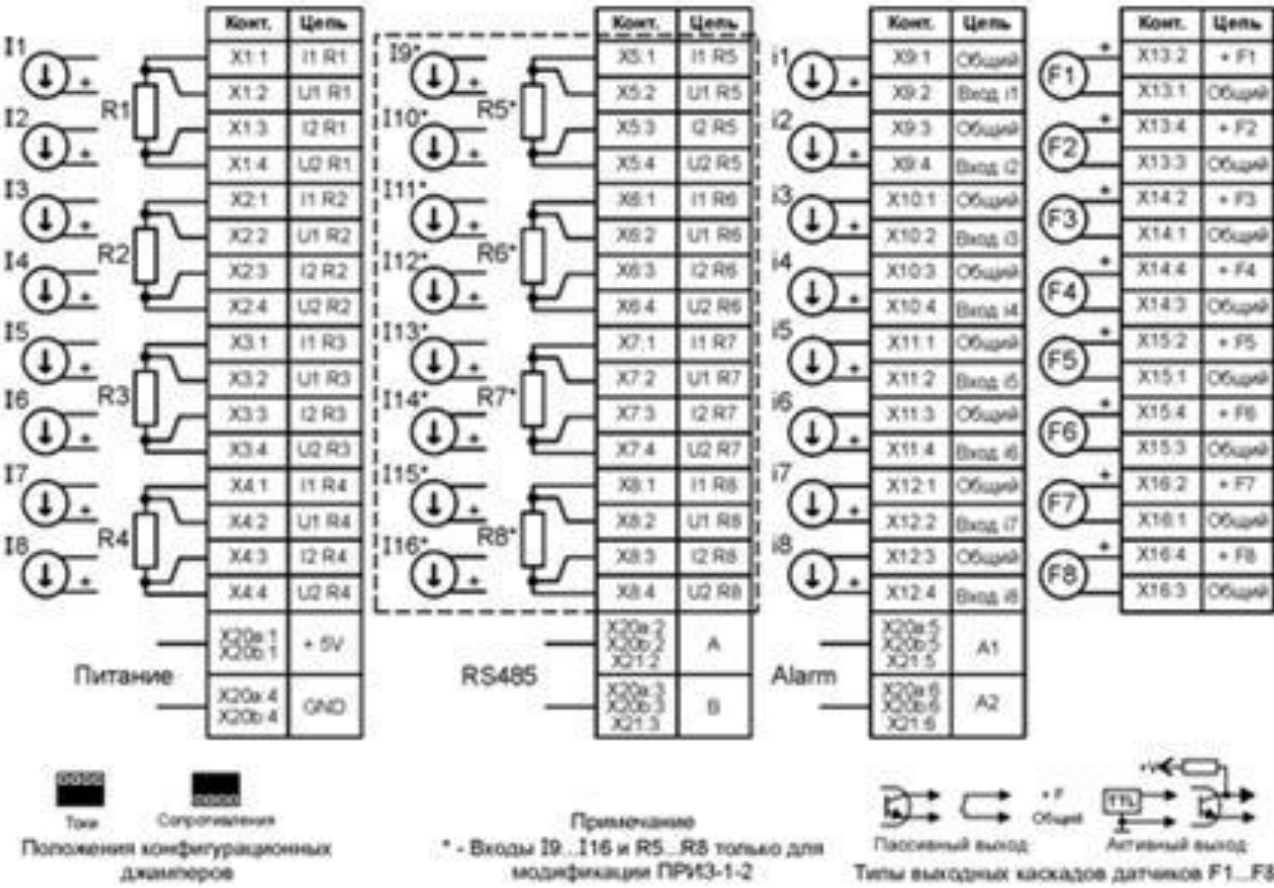 Конт. Цепь
I1
X1:1 I1 R1
X1:2 U1 R1
R1
I2
X1:3 I2 R1
X1:4 U2 R1
I3
X2:1 I1 R2
X2:2 U1 R2
R2
I4
X2:3 I2 R2
X2:4 U2 R2
I5
X3:1 I1 R3
X3:2 U1 R3
R3
I6
X3:3 I2 R3
X3:4 U2 R3
I7
X4:1 I1 R4
X4:2 U1 R4
R4
I8
X4:3 I2 R4
X4:4 U2 R4
Питание
X20a:1 + 5V
X20b:1
X20a:4 GND
X20b:4
Конт. Цепь
I9*
X5:1 I1 R5
X5:2 U1 R5
R5*
I10*
X5:3 I2 R5
X5:4 U2 R5
I11*
X6:1 I1 R6
X6:2 U1 R6
R6*
I12*
X6:3 I2 R6
X6:4 U2 R6
I13*
X7:1 I1 R7
X7:2 U1 R7
R7*
I14*
X7:3 I2 R7
X7:4 U2 R7
I15*
X8:1 I1 R8
X8:2 U1 R8
R8*
I16*
X8:3 I2 R8
X8:4 U2 R8
RS485
X20a:2
X20b:2 A
X21:2
X20a:3
X20b:3 B
X21:3
Конт. Цепь
i1
X9:1 Общий
X9:2 Вход i1
i2
X9:3 Общий
X9:4 Вход i2
i3
X10:1 Общий
X10:2 Вход i3
i4
X10:3 Общий
X10:4 Вход i4
i5
X11:1 Общий
X11:2 Вход i5
i6
X11:3 Общий
X11:4 Вход i6
i7
X12:1 Общий
X12:2 Вход i7
i8
X12:3 Общий
X12:4 Вход i8
Alarm
X20a:5
X20b:5 A1
X21:5
X20a:6
X20b:6 A2
X21:6
Конт. Цепь
F1
X13:2 + F1
X13:1 Общий
F2
X13:4 + F2
X13:3 Общий
F3
X14:2 + F3
X14:1 Общий
F4
X14:4 + F4
X14:3 Общий
F5
X15:2 + F5
X15:1 Общий
F6
X15:4 + F6
X15:3 Общий
F7
X16:2 + F7
X16:1 Общий
F8
X16:4 + F8
X16:3 Общий
Токи Сопротивления
Положения конфигурационных
джамперов
Примечание
* - Входы I9...I16 и R5...R8 только для
модификации ПРИЗ-1-2
+ F
Общий
+V
TTL
Пассивный выход Активный выход
Типы выходных каскадов датчиков F1...F8